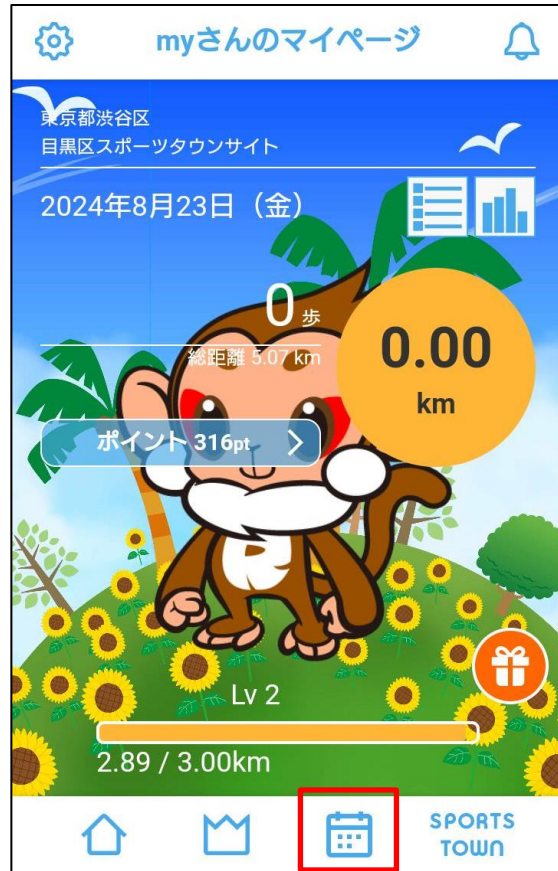 myさんのマイページ
東京都渋谷区
目黒区スポーツタウンサイト
2024年8月23日（金）
0 歩
総距離 5.07 km
0.00
km
ポイント 316pt
Lv 2
2.89 / 3.00km
SPORTS
TOWN